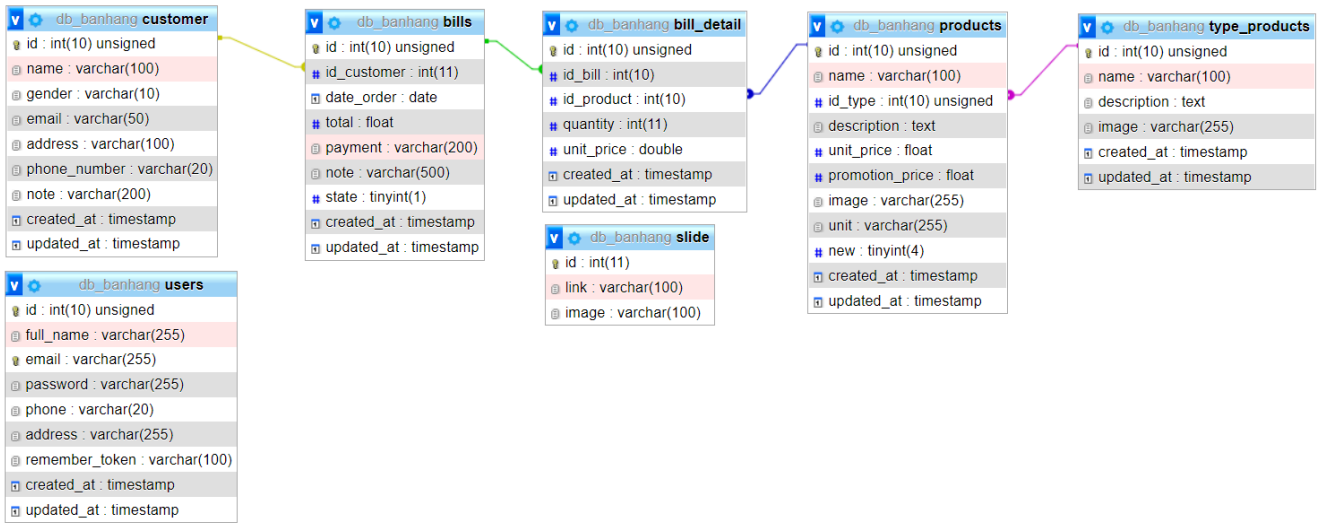 db_banhang customer
id : int(10) unsigned
name : varchar(100)
gender : varchar(10)
email : varchar(50)
address : varchar(100)
phone_number : varchar(20)
note : varchar(200)
created_at : timestamp
updated_at : timestamp
db_banhang bills
id : int(10) unsigned
id_customer : int(11)
date_order : date
total : float
payment : varchar(200)
note : varchar(500)
state : tinyint(1)
created_at : timestamp
updated_at : timestamp
db_banhang bill_detail
id : int(10) unsigned
id_bill : int(10)
id_product : int(10)
quantity : int(11)
unit_price : double
created_at : timestamp
updated_at : timestamp
db_banhang products
id : int(10) unsigned
name : varchar(100)
id_type : int(10) unsigned
description : text
unit_price : float
promotion_price : float
image : varchar(255)
unit : varchar(255)
new : tinyint(4)
created_at : timestamp
updated_at : timestamp
db_banhang type_products
id : int(10) unsigned
name : varchar(100)
description : text
image : varchar(255)
created_at : timestamp
updated_at : timestamp
db_banhang slide
id : int(11)
link : varchar(100)
image : varchar(100)
db_banhang users
id : int(10) unsigned
full_name : varchar(255)
email : varchar(255)
password : varchar(255)
phone : varchar(20)
address : varchar(255)
remember_token : varchar(100)
created_at : timestamp
updated_at : timestamp